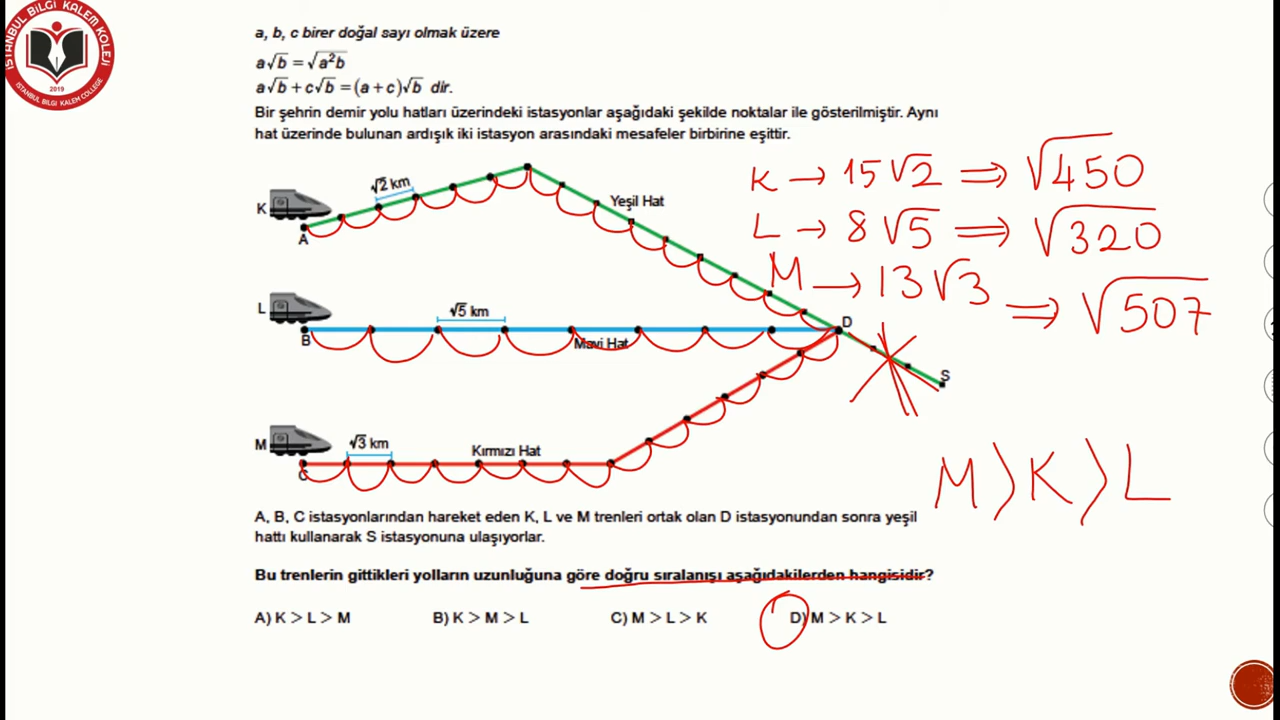 İSTANBUL BİLGİ KALEM KOLEJİ
2019
ISTANBUL BILGI KALEM COLLEGE
a, b, c birer doğal sayı olmak üzere
a√b = √a²b
a√b + c√b = (a + c)√b dir.
Bir şehrin demir yolu hatları üzerindeki istasyonlar aşağıdaki şekilde noktalar ile gösterilmiştir. Aynı
hat üzerinde bulunan ardışık iki istasyon arasındaki mesafeler birbirine eşittir.
K → 15√2 ⇒ √450
L → 8√5 ⇒ √320
M → 13√3 ⇒ √507
K
√2 km
Yeşil Hat
A
L
√5 km
D
B
Mavi Hat
S
M
√3 km
Kırmızı Hat
C
M > K > L
A, B, C istasyonlarından hareket eden K, L ve M trenleri ortak olan D istasyonundan sonra yeşil
hattı kullanarak S istasyonuna ulaşıyorlar.
Bu trenlerin gittikleri yolların uzunluğuna göre doğru sıralanışı aşağıdakilerden hangisidir?
A) K > L > M B) K > M > L C) M > L > K D) M > K > L